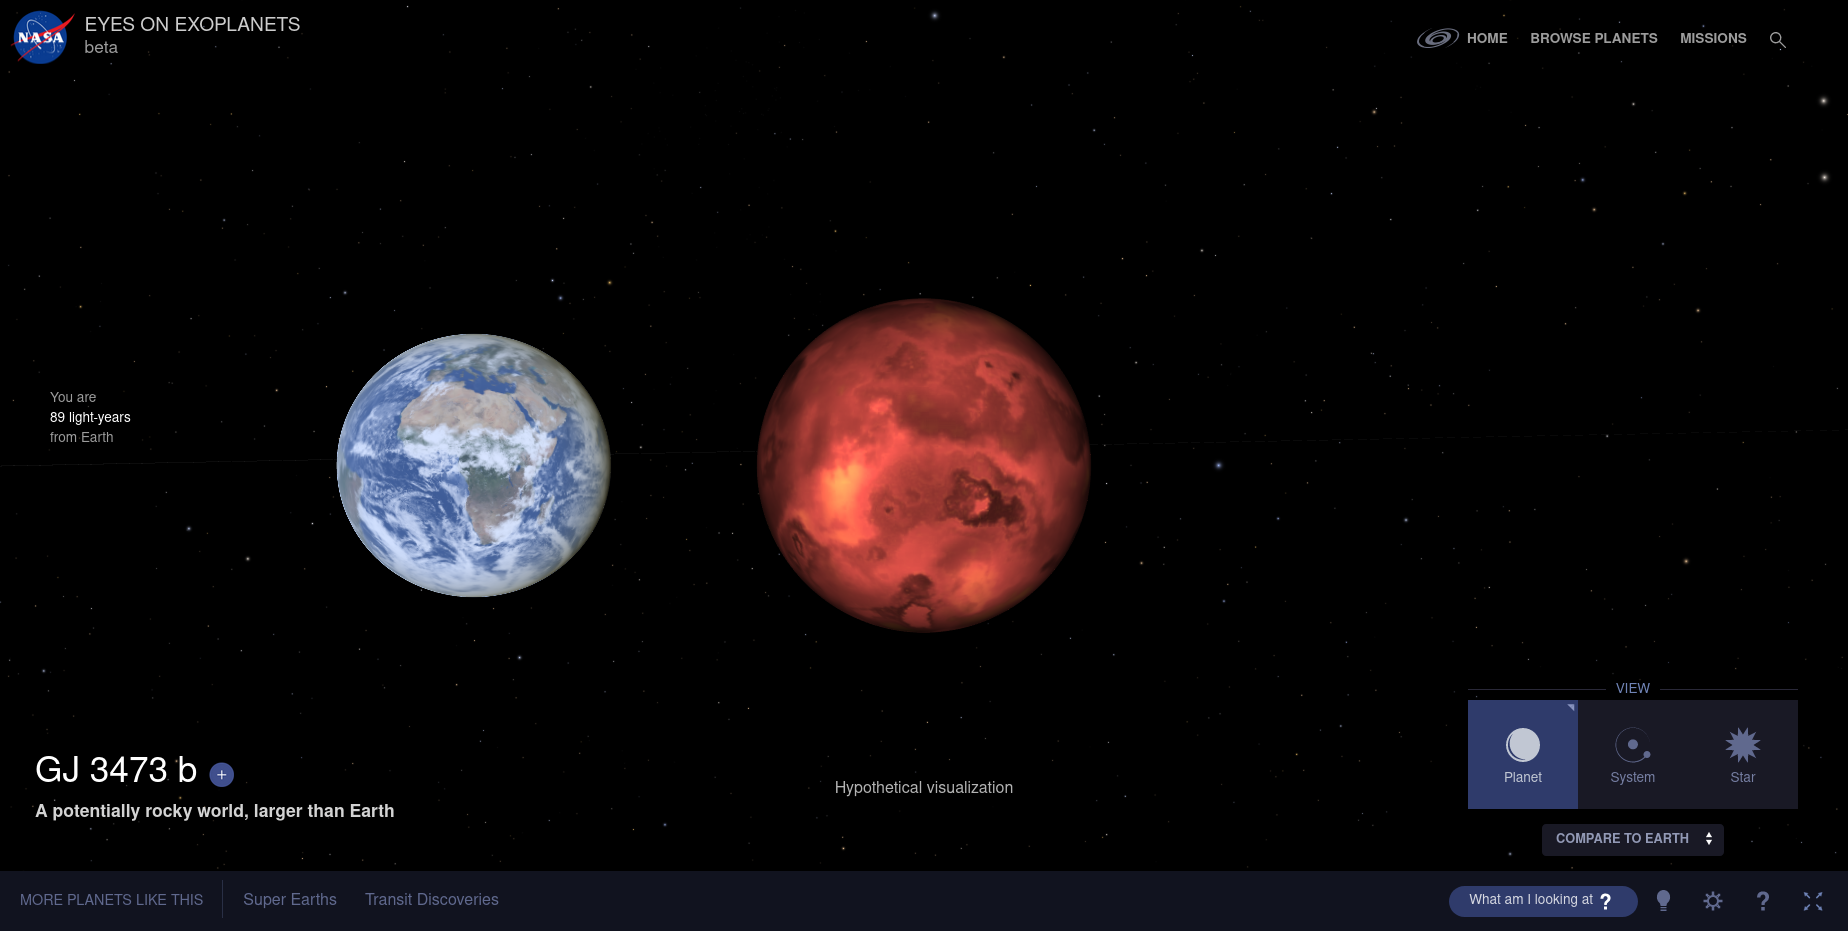 NASA
EYES ON EXOPLANETS
beta
HOME BROWSE PLANETS MISSIONS
You are
89 light-years
from Earth
GJ 3473 b +
A potentially rocky world, larger than Earth
Hypothetical visualization
VIEW
Planet System Star
COMPARE TO EARTH
MORE PLANETS LIKE THIS Super Earths Transit Discoveries
What am I looking at ? ?